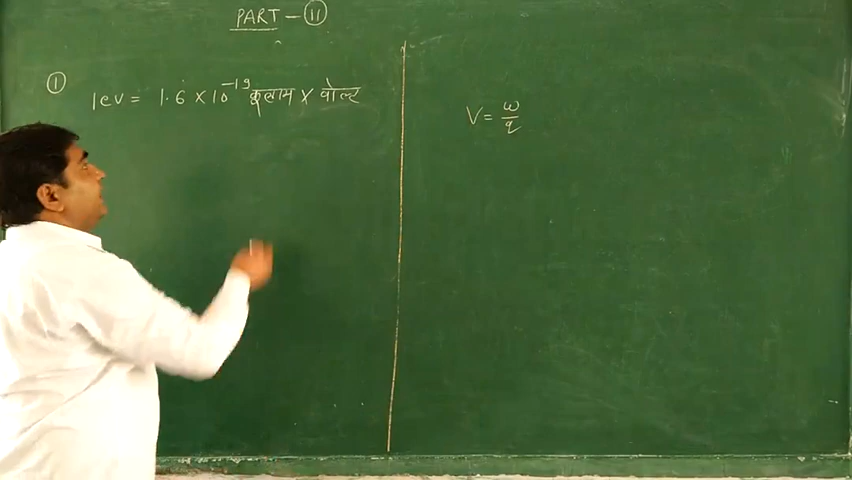 PART - 11
① 1ev = 1.6 × 10⁻¹⁹ कूलाम × वोल्ट
V = w/q